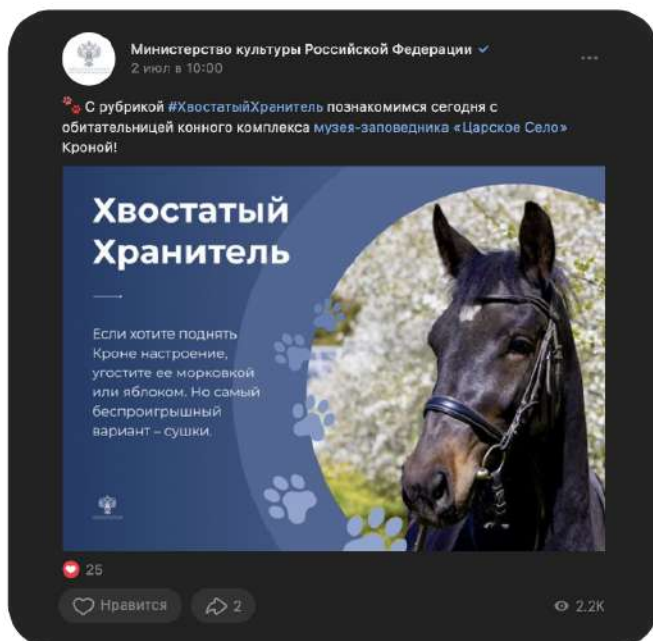 Министерство культуры Российской Федерации
2 июл в 10:00
С рубрикой #ХвостатыйХранитель познакомимся сегодня с
обитательницей конного комплекса музея-заповедника «Царское Село»
Кроной!
Хвостатый
Хранитель
Если хотите поднять
Кроне настроение,
угостите ее морковкой
или яблоком. Но самый
беспроигрышный
вариант – сушки.
25
Нравится
2
2.2K